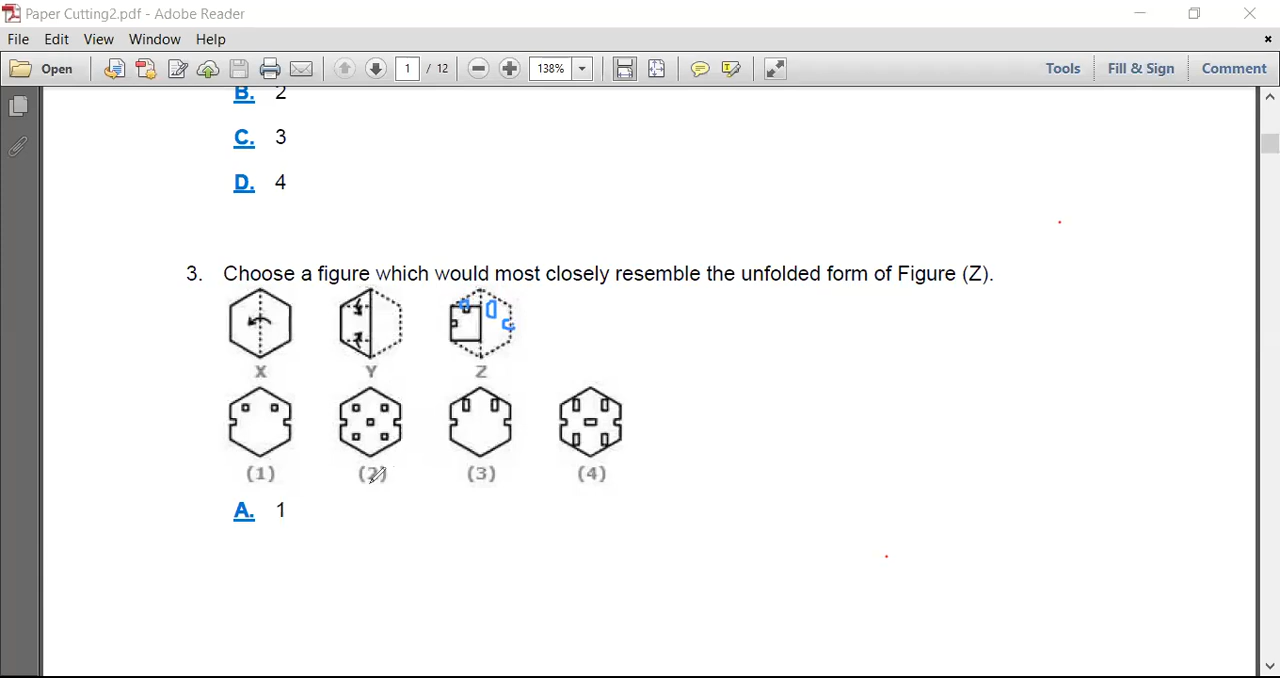 Paper Cutting2.pdf - Adobe Reader
File Edit View Window Help
Open 1 / 12 138% Tools Fill & Sign Comment
B. 2
C. 3
D. 4
3. Choose a figure which would most closely resemble the unfolded form of Figure (Z).
X Y Z
(1) (2) (3) (4)
A. 1